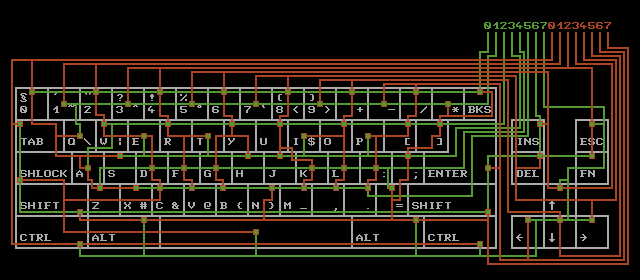 0123456701234567
§ ? ! % ( )
0 1 2 3 4 5 6 7 8 < 9 > + - / * BKS
TAB Q \ W : E R T Y U I $ O P [ ] INS ESC
SHLOCK A S D F G H J K L : ; ENTER DEL FN
SHIFT Z X # C & V @ B { N } M _ , . = SHIFT ↑
CTRL ALT ALT CTRL ← ↓ →